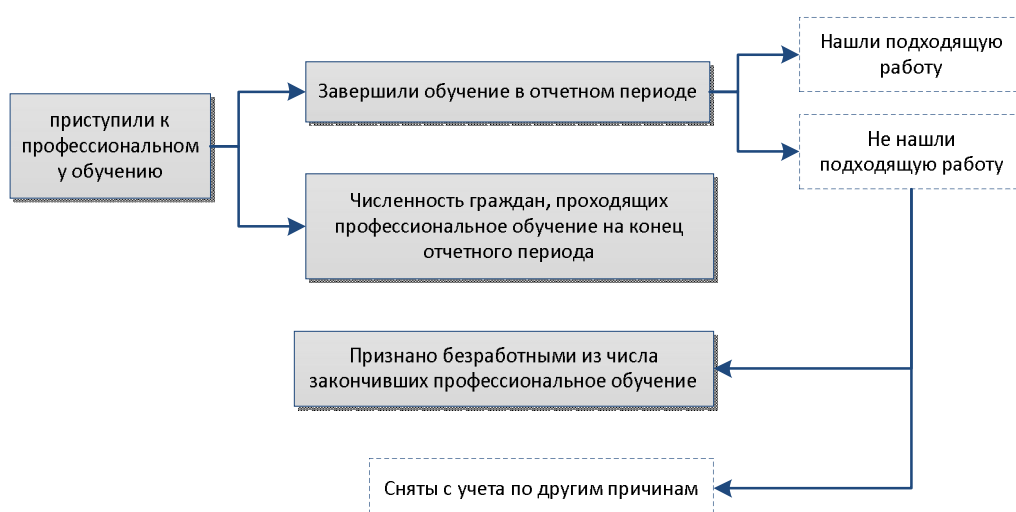 приступили к
профессиональном
у обучению
Завершили обучение в отчетном периоде
Нашли подходящую
работу
Не нашли
подходящую работу
Численность граждан, проходящих
профессиональное обучение на конец
отчетного периода
Признано безработными из числа
закончивших профессиональное обучение
Сняты с учета по другим причинам